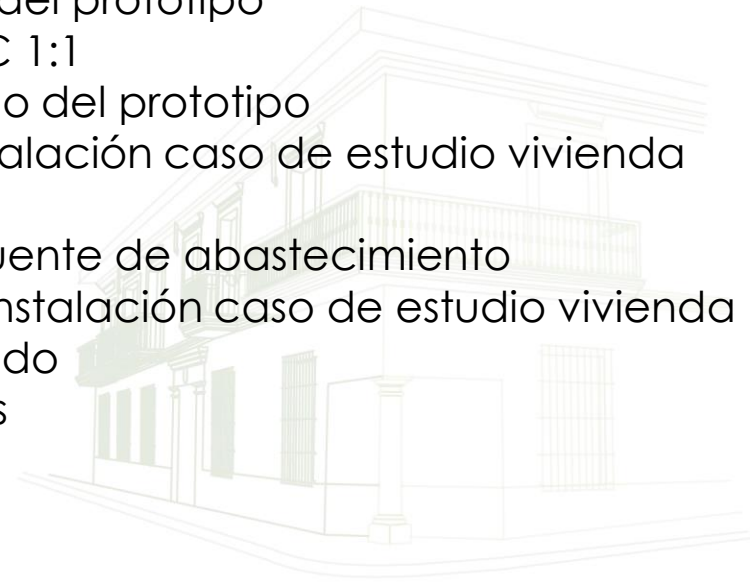 del prototipo
C 1:1
o del prototipo
alación caso de estudio vivienda
uente de abastecimiento
nstalación caso de estudio vivienda
do
s